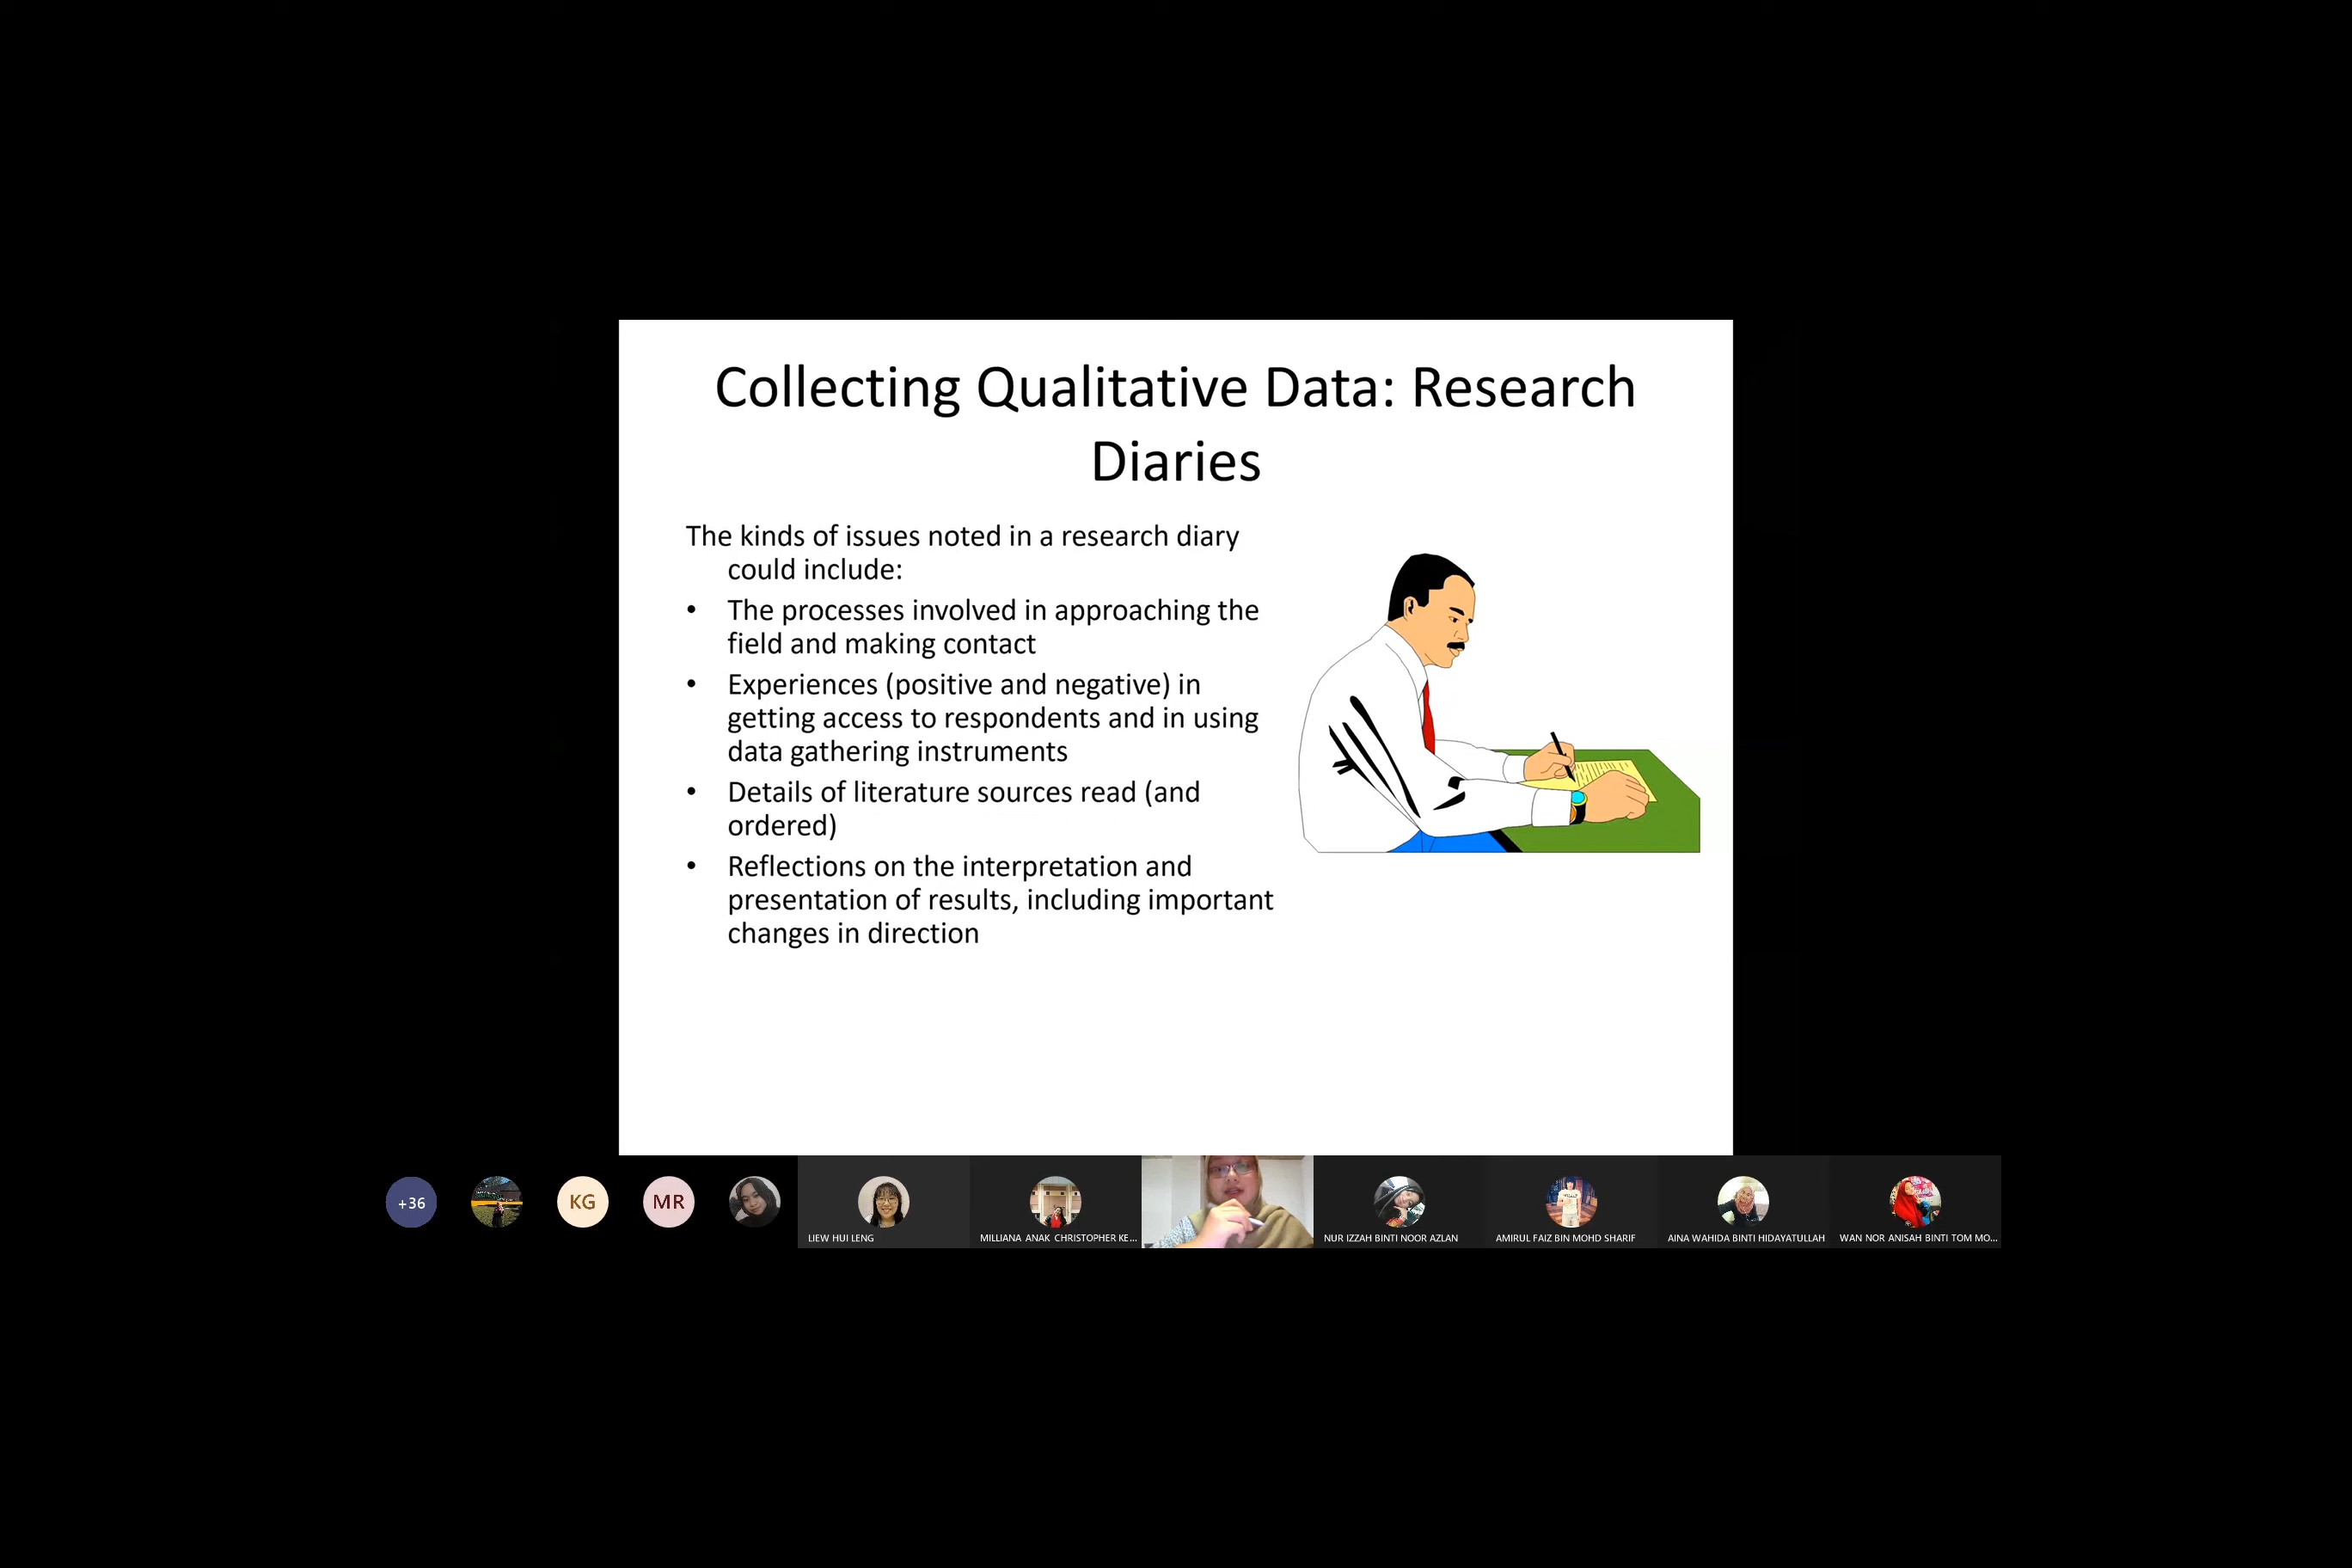 Collecting Qualitative Data: Research
Diaries
The kinds of issues noted in a research diary
could include:
• The processes involved in approaching the
field and making contact
• Experiences (positive and negative) in
getting access to respondents and in using
data gathering instruments
• Details of literature sources read (and
ordered)
• Reflections on the interpretation and
presentation of results, including important
changes in direction
+36
KG
MR
LIEW HUI LENG
MILLIANA ANAK CHRISTOPHER KE...
NUR IZZAH BINTI NOOR AZLAN
AMIRUL FAIZ BIN MOHD SHARIF
AINA WAHIDA BINTI HIDAYATULLAH
WAN NOR ANISAH BINTI TOM MO...